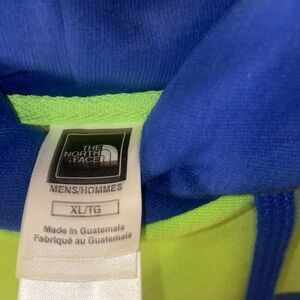 THE
NORTH
FACE
MENS/HOMMES
XL/TG
Made in Guatemala
Fabriqué au Guatemala